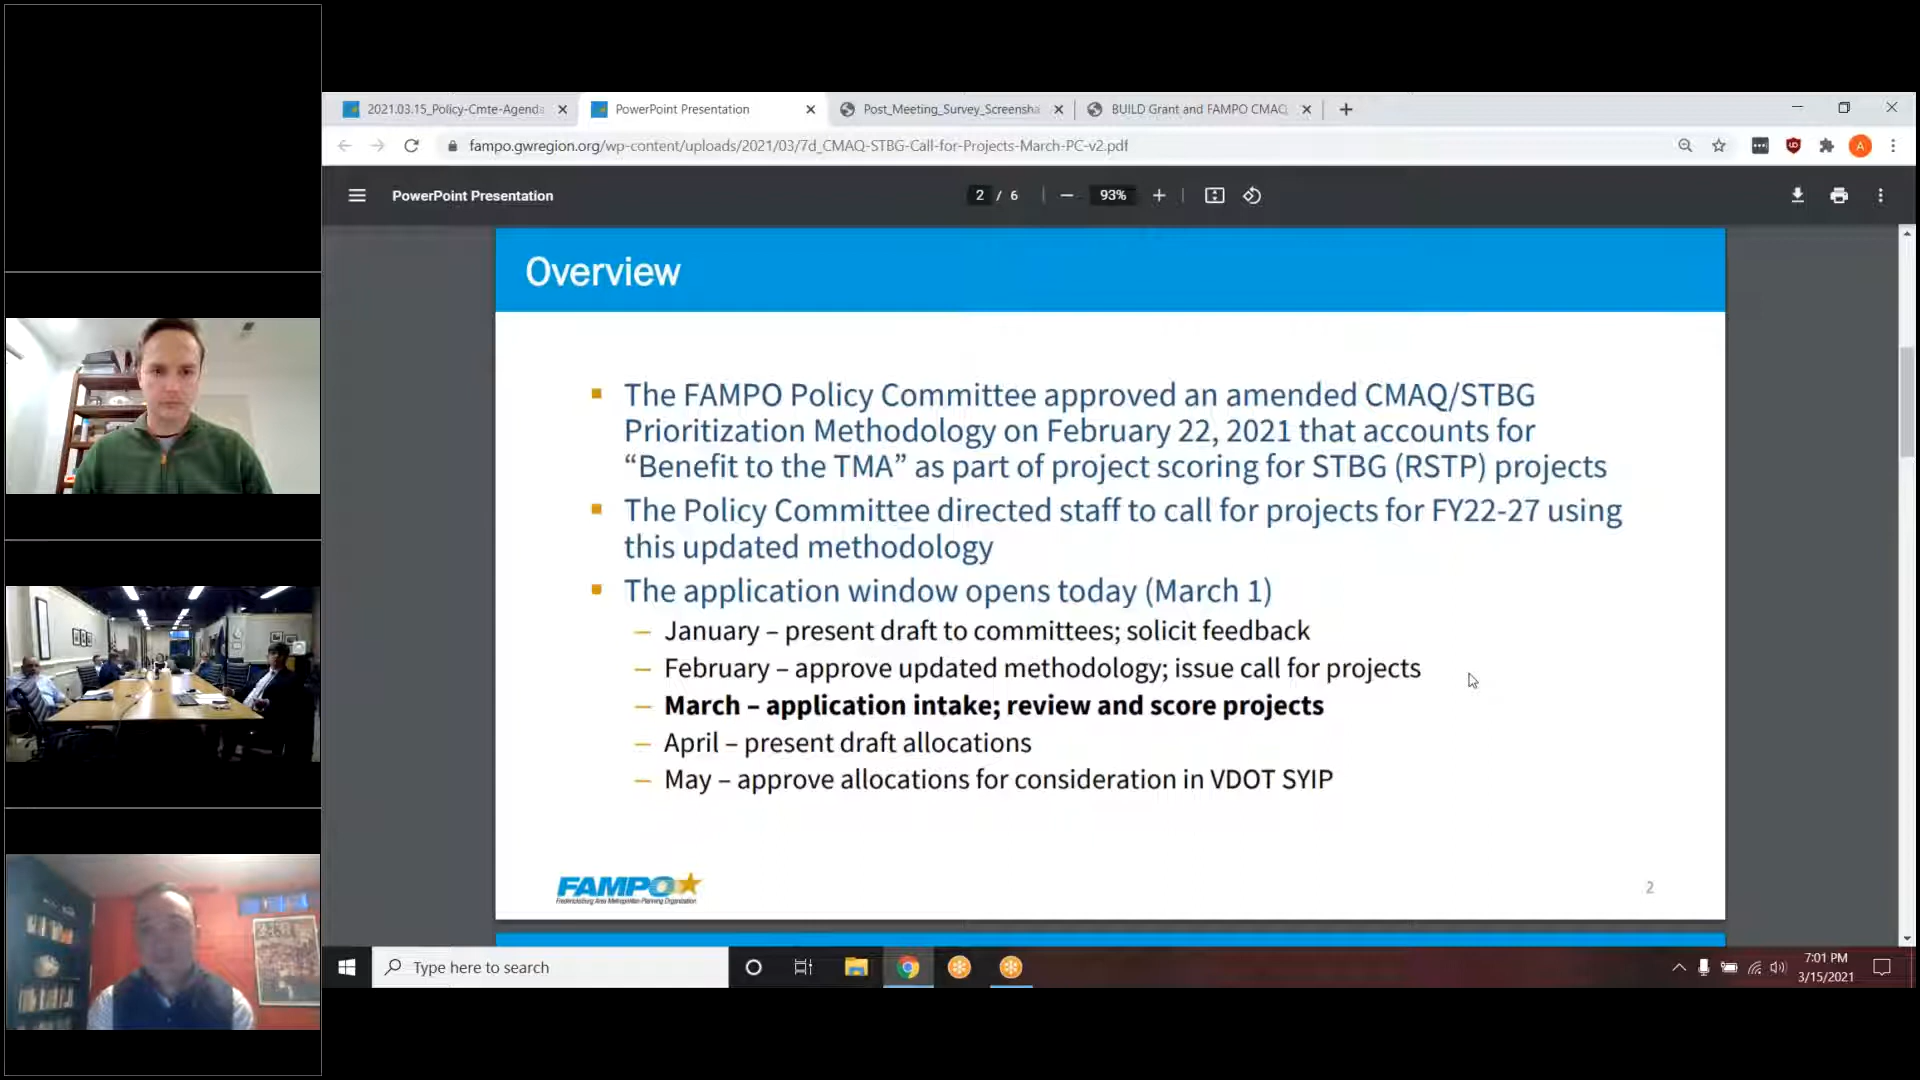 2021.03.15_Policy-Cmte-Agenda
PowerPoint Presentation
Post_Meeting_Survey_Screensha
BUILD Grant and FAMPO CMAQ
fampo.gwregion.org/wp-content/uploads/2021/03/7d_CMAQ-STBG-Call-for-Projects-March-PC-v2.pdf
A
PowerPoint Presentation
2 / 6
93%
Overview
The FAMPO Policy Committee approved an amended CMAQ/STBG
Prioritization Methodology on February 22, 2021 that accounts for
“Benefit to the TMA” as part of project scoring for STBG (RSTP) projects
The Policy Committee directed staff to call for projects for FY22-27 using
this updated methodology
The application window opens today (March 1)
– January – present draft to committees; solicit feedback
– February – approve updated methodology; issue call for projects
– March – application intake; review and score projects
– April – present draft allocations
– May – approve allocations for consideration in VDOT SYIP
FAMPO
Fredericksburg Area Metropolitan Planning Organization
2
Type here to search
7:01 PM
3/15/2021